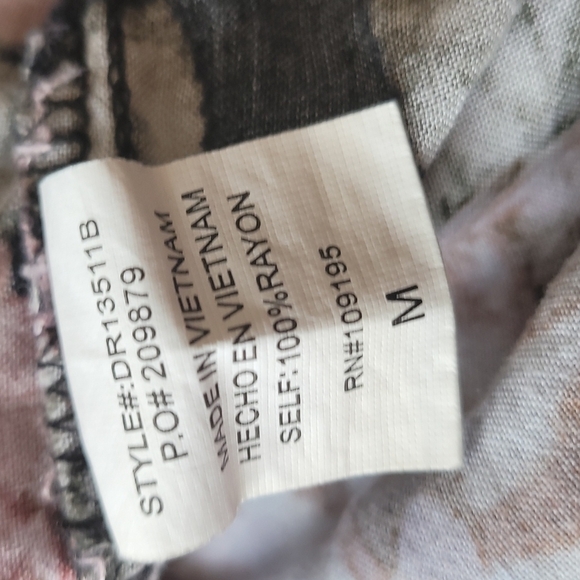 STYLE#:DR13511B
P.O# 209879
MADE IN VIETNAM
HECHO EN VIETNAM
SELF:100%RAYON
RN#109195
M